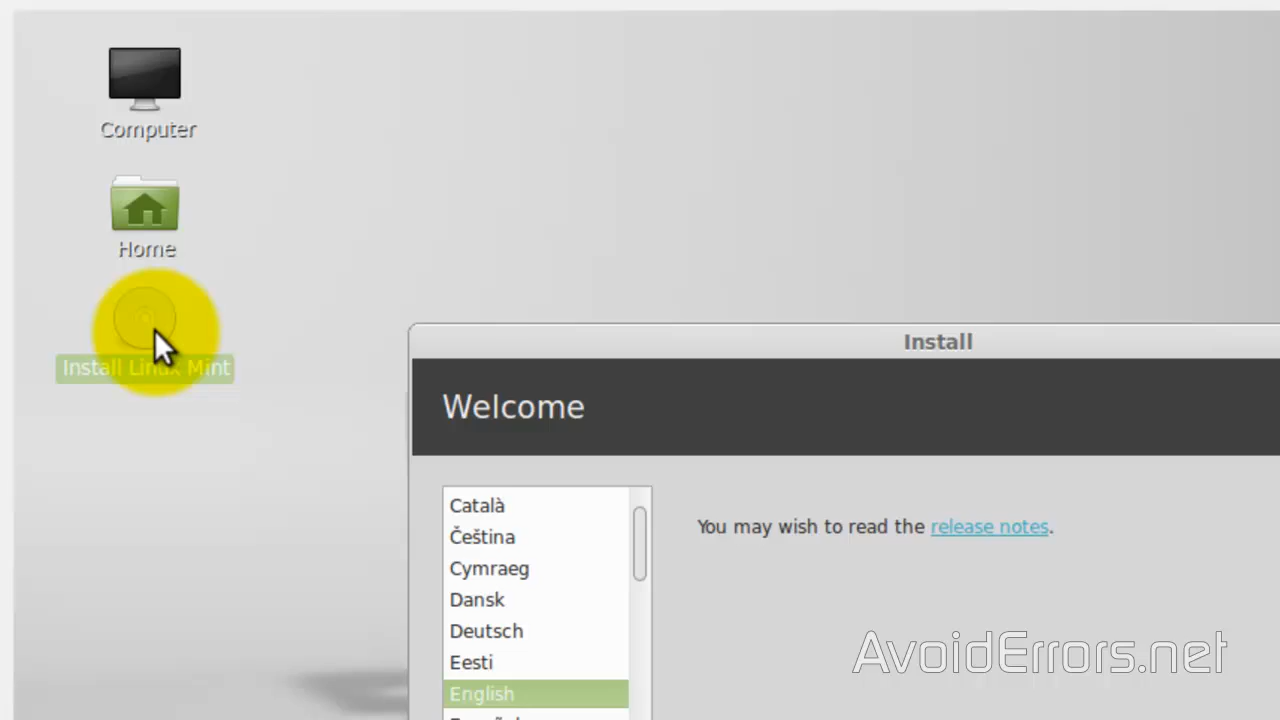 Computer
Home
Install Linux Mint
Install
Welcome
Català
Čeština
Cymraeg
Dansk
Deutsch
Eesti
English
You may wish to read the release notes.
AvoidErrors.net